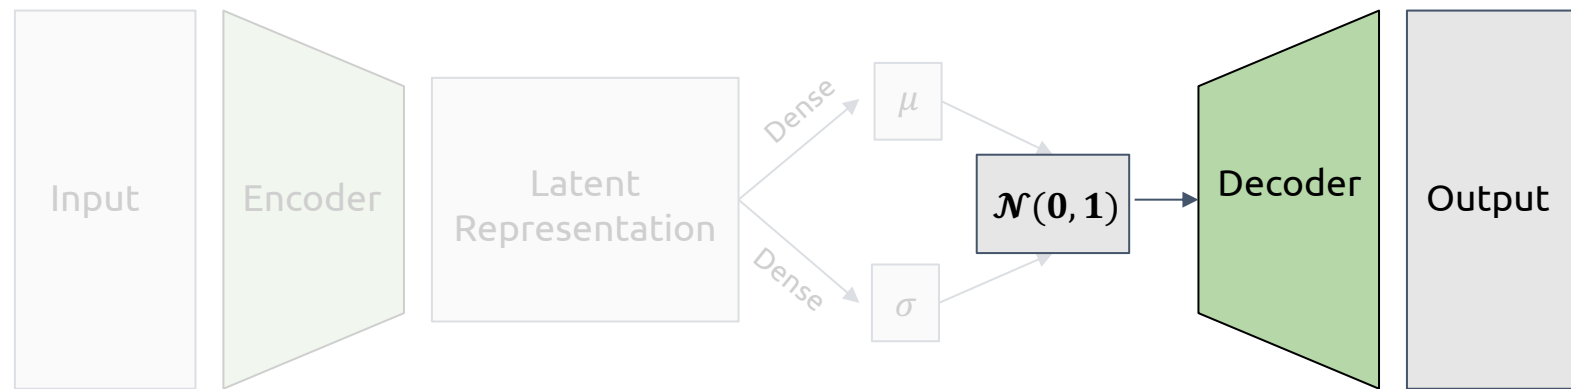 Input
Encoder
Latent
Representation
Dense
Dense
μ
σ
𝓝(0, 1)
Decoder
Output